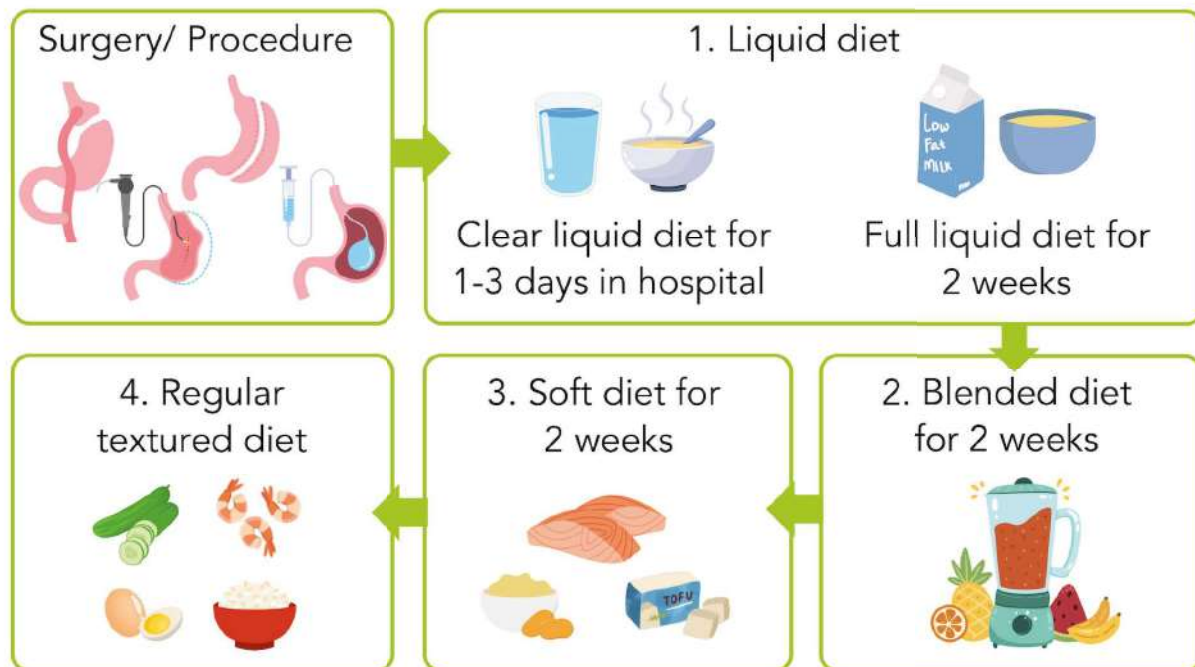 Surgery/ Procedure
1. Liquid diet
Low
Fat
MILK
Clear liquid diet for
1-3 days in hospital
Full liquid diet for
2 weeks
2. Blended diet
for 2 weeks
3. Soft diet for
2 weeks
TOFU
4. Regular
textured diet